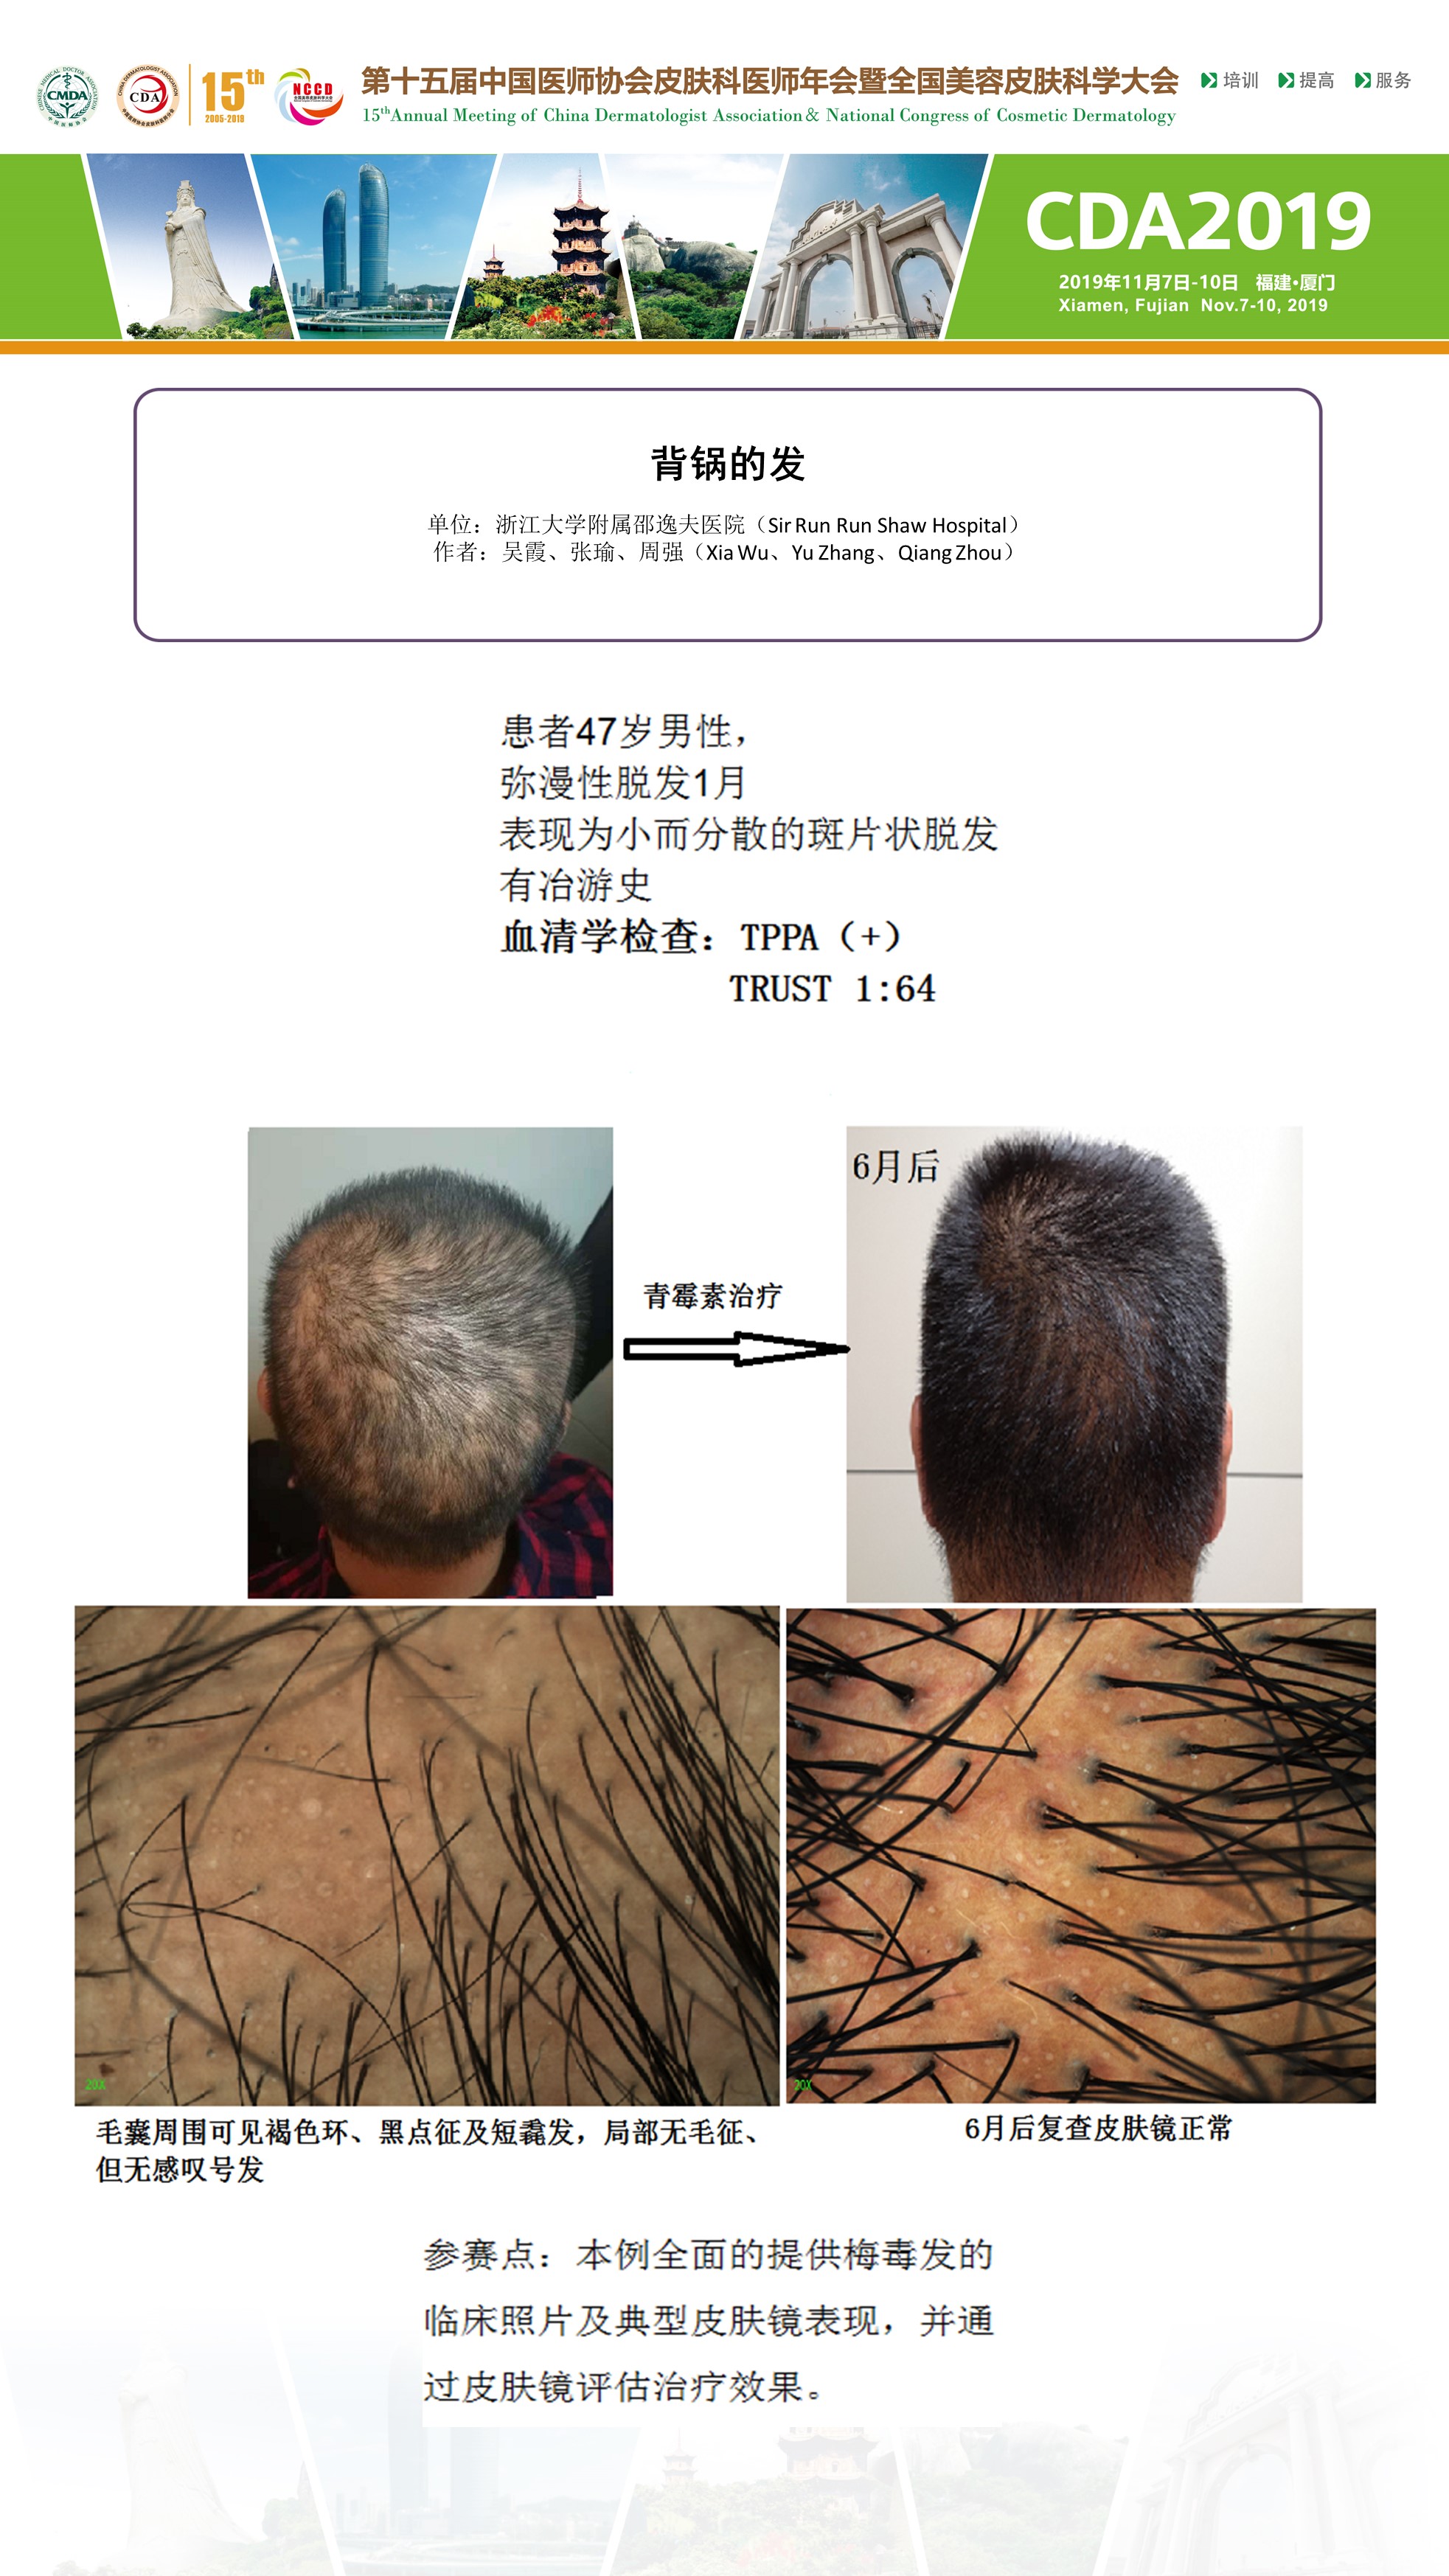 CMDA
CDA
15th
2005-2019
NCCD
第十五届中国医师协会皮肤科医师年会暨全国美容皮肤科学大会
15thAnnual Meeting of China Dermatologist Association& National Congress of Cosmetic Dermatology
培训 提高 服务
CDA2019
2019年11月7日-10日 福建•厦门
Xiamen, Fujian Nov.7-10, 2019
背锅的发
单位：浙江大学附属邵逸夫医院（Sir Run Run Shaw Hospital）
作者：吴霞、张瑜、周强（Xia Wu、Yu Zhang、Qiang Zhou）
患者47岁男性，
弥漫性脱发1月
表现为小而分散的斑片状脱发
有冶游史
血清学检查：TPPA（+）
TRUST 1:64
6月后
青霉素治疗
20X
20X
毛囊周围可见褐色环、黑点征及短毳发，局部无毛征、
但无感叹号发
6月后复查皮肤镜正常
参赛点：本例全面的提供梅毒发的
临床照片及典型皮肤镜表现，并通
过皮肤镜评估治疗效果。